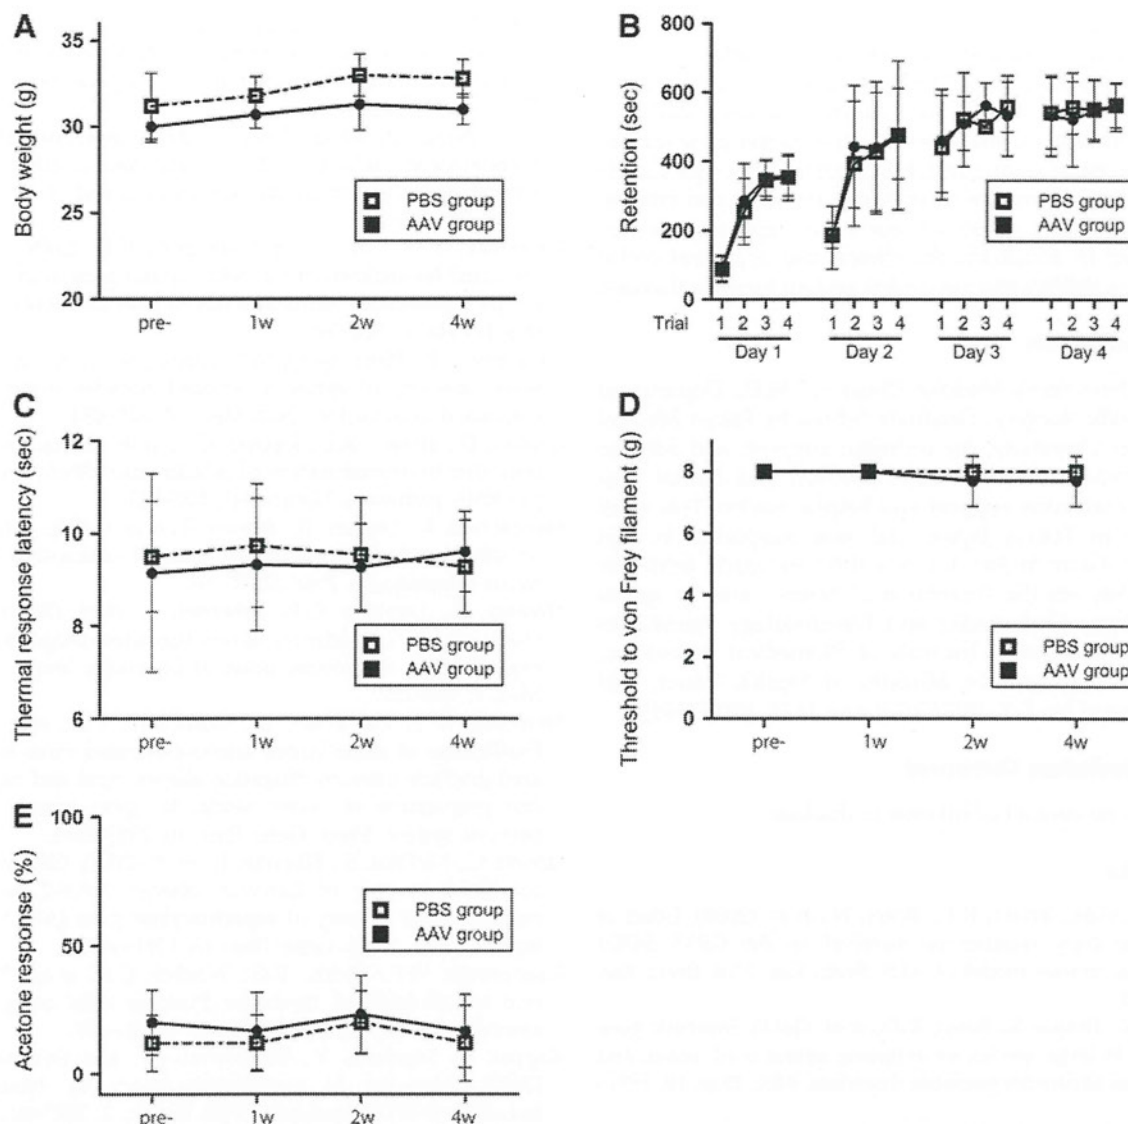 A
Body weight (g)
35
30
25
20
pre-
1w
2w
4w
PBS group
AAV group
B
Retention (sec)
800
600
400
200
0
PBS group
AAV group
Trial
1 2 3 4
1 2 3 4
1 2 3 4
1 2 3 4
Day 1
Day 2
Day 3
Day 4
C
Thermal response latency (sec)
12
10
8
6
pre-
1w
2w
4w
PBS group
AAV group
D
Threshold to von Frey filament (g)
10
8
6
4
2
0
pre-
1w
2w
4w
PBS group
AAV group
E
Acetone response (%)
100
50
0
pre-
1w
2w
4w
PBS group
AAV group